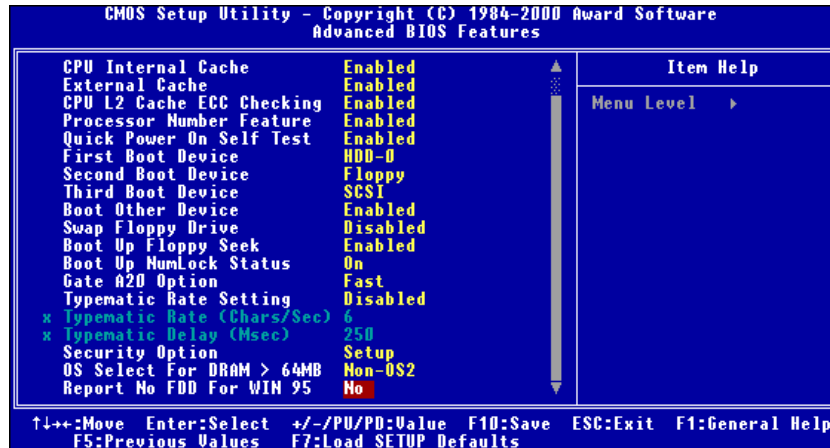 CMOS Setup Utility - Copyright (C) 1984-2000 Award Software
Advanced BIOS Features
CPU Internal Cache Enabled
External Cache Enabled
CPU L2 Cache ECC Checking Enabled
Processor Number Feature Enabled
Quick Power On Self Test Enabled
First Boot Device HDD-0
Second Boot Device Floppy
Third Boot Device SCSI
Boot Other Device Enabled
Swap Floppy Drive Disabled
Boot Up Floppy Seek Enabled
Boot Up NumLock Status On
Gate A20 Option Fast
Typematic Rate Setting Disabled
x Typematic Rate (Chars/Sec) 6
x Typematic Delay (Msec) 250
Security Option Setup
OS Select For DRAM > 64MB Non-OS2
Report No FDD For WIN 95 No
Item Help
Menu Level ▸
↑↓→←:Move Enter:Select +/-/PU/PD:Value F10:Save ESC:Exit F1:General Help
F5:Previous Values F7:Load SETUP Defaults